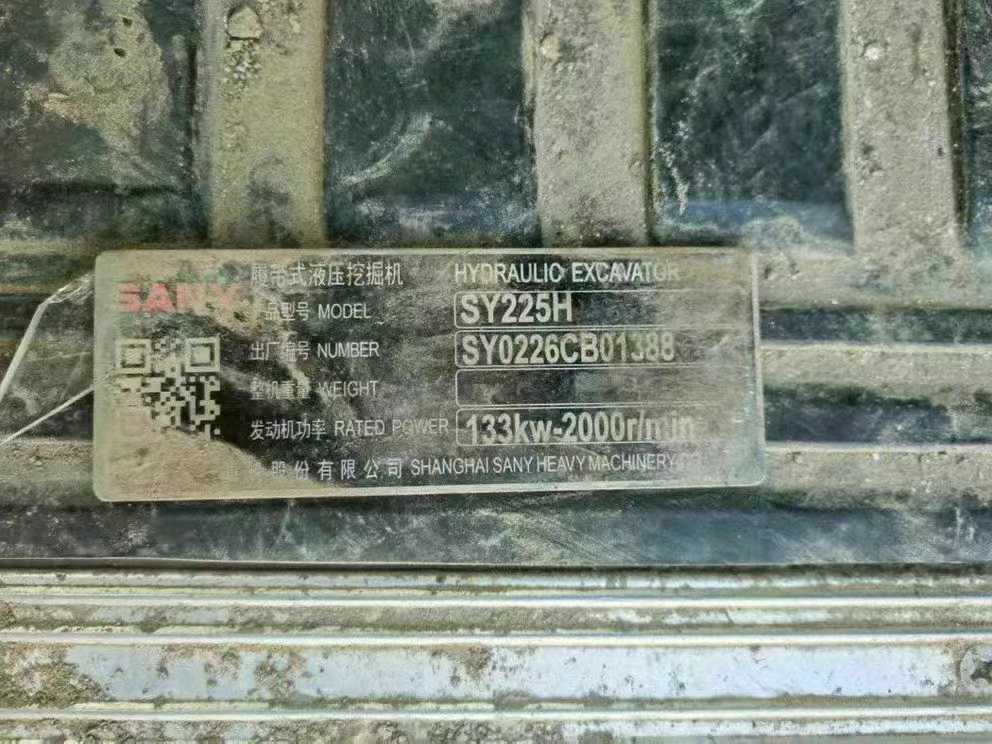 SANY
履带式液压挖掘机 HYDRAULIC EXCAVATOR
品型号 MODEL SY225H
出厂编号 NUMBER SY0226CB01388
整机重量 WEIGHT
发动机功率 RATED POWER 133kw-2000r/min
股份有限公司 SHANGHAI SANY HEAVY MACHINERY